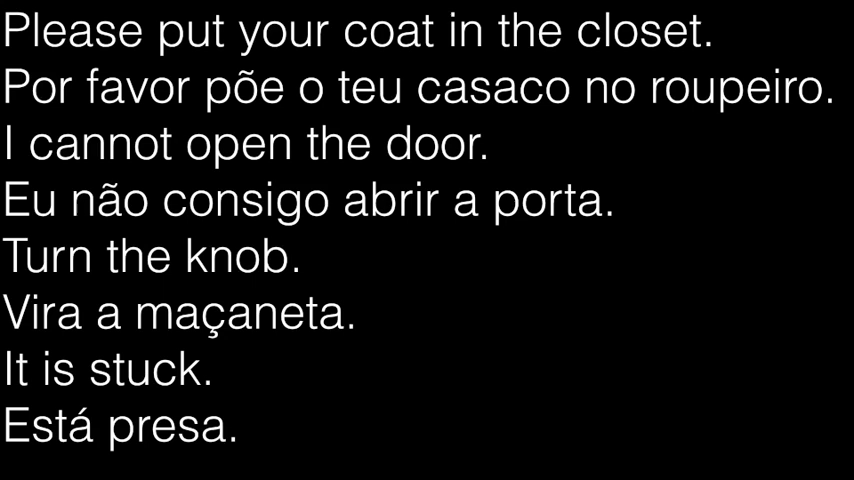 Please put your coat in the closet.
Por favor põe o teu casaco no roupeiro.
I cannot open the door.
Eu não consigo abrir a porta.
Turn the knob.
Vira a maçaneta.
It is stuck.
Está presa.